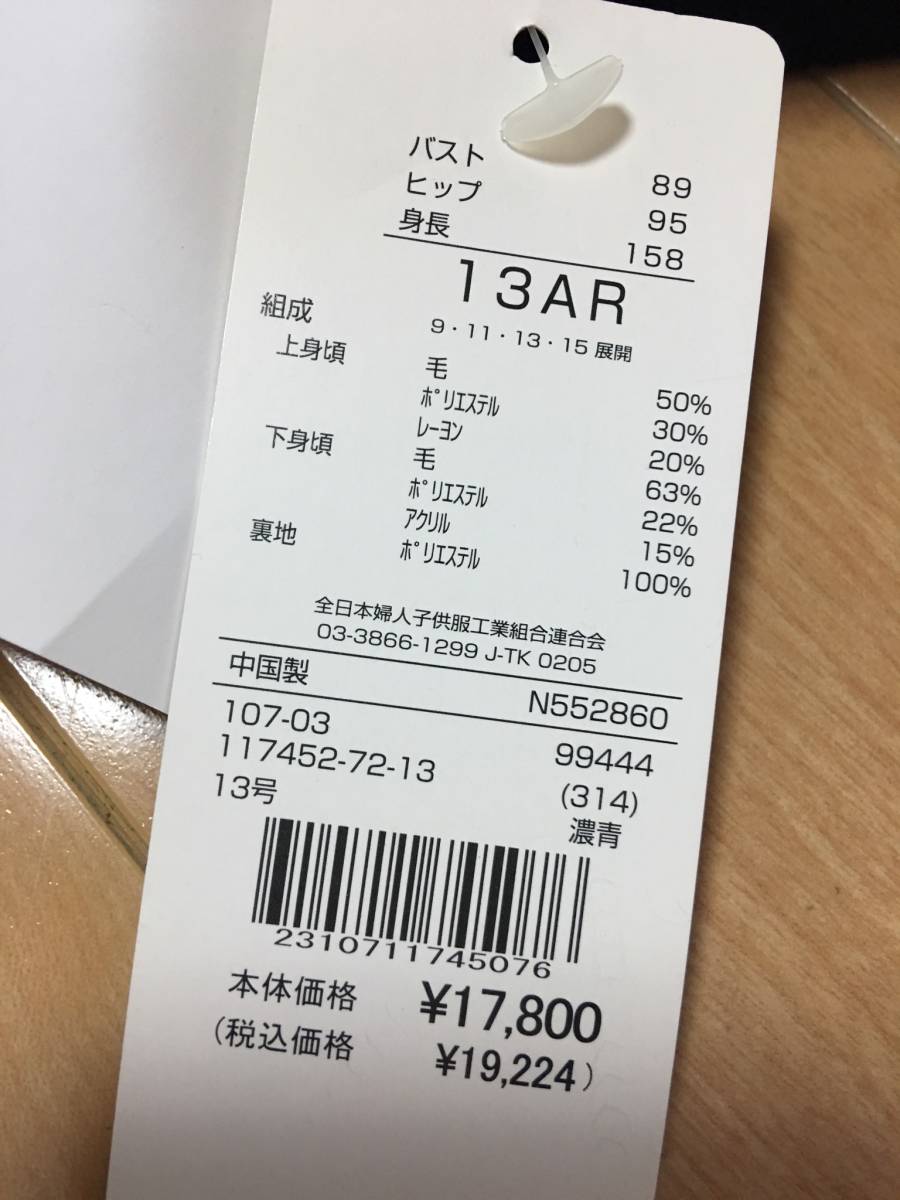 バスト 89
ヒップ 95
身長 158
13AR
9・11・13・15 展開
組成
上身頃 毛 50%
ポリエステル 30%
レーヨン 20%
下身頃 毛 63%
ポリエステル 22%
アクリル 15%
裏地 ポリエステル 100%
全日本婦人子供服工業組合連合会
03-3866-1299 J-TK 0205
中国製 N552860
107-03 99444
117452-72-13 (314)
13号 濃青
2310711745076
本体価格 ¥17,800
(税込価格 ¥19,224)